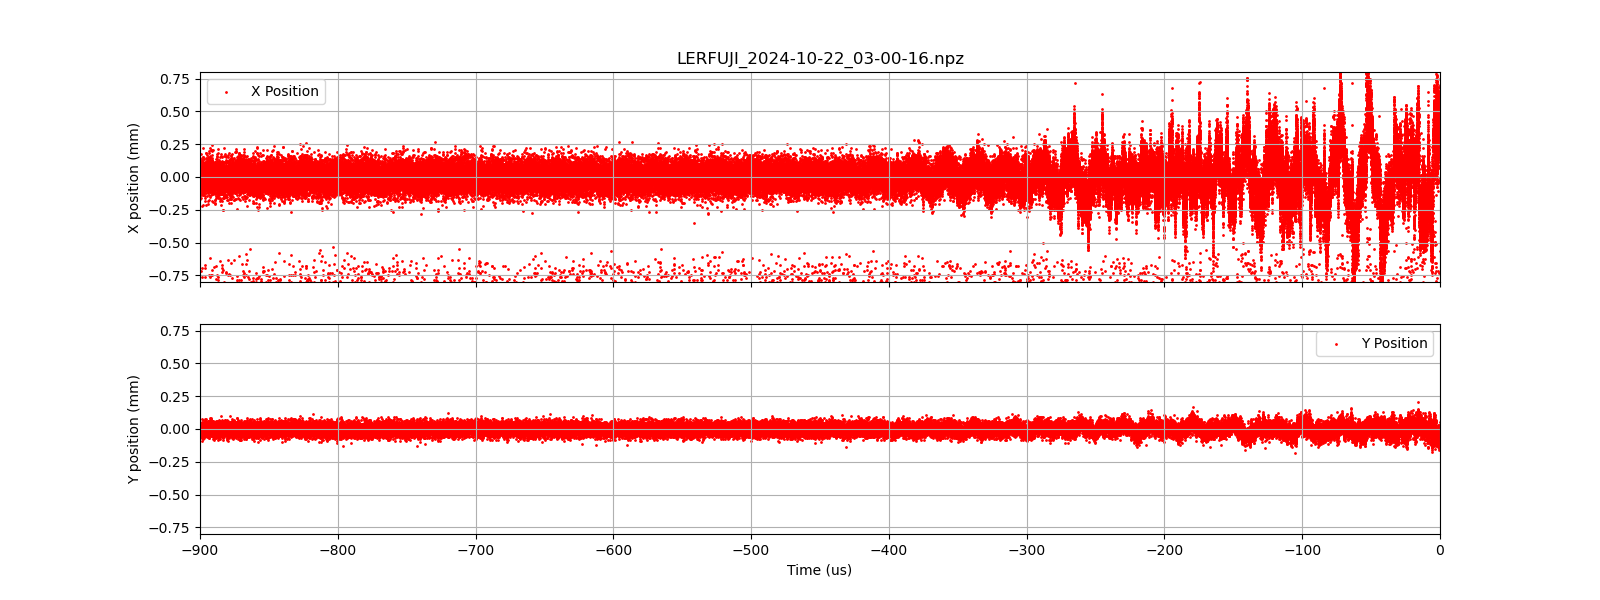 LERFUJI_2024-10-22_03-00-16.npz
X Position
0.75
0.50
0.25
0.00
−0.25
−0.50
−0.75
X position (mm)
Y Position
0.75
0.50
0.25
0.00
−0.25
−0.50
−0.75
Y position (mm)
−900 −800 −700 −600 −500 −400 −300 −200 −100 0
Time (us)